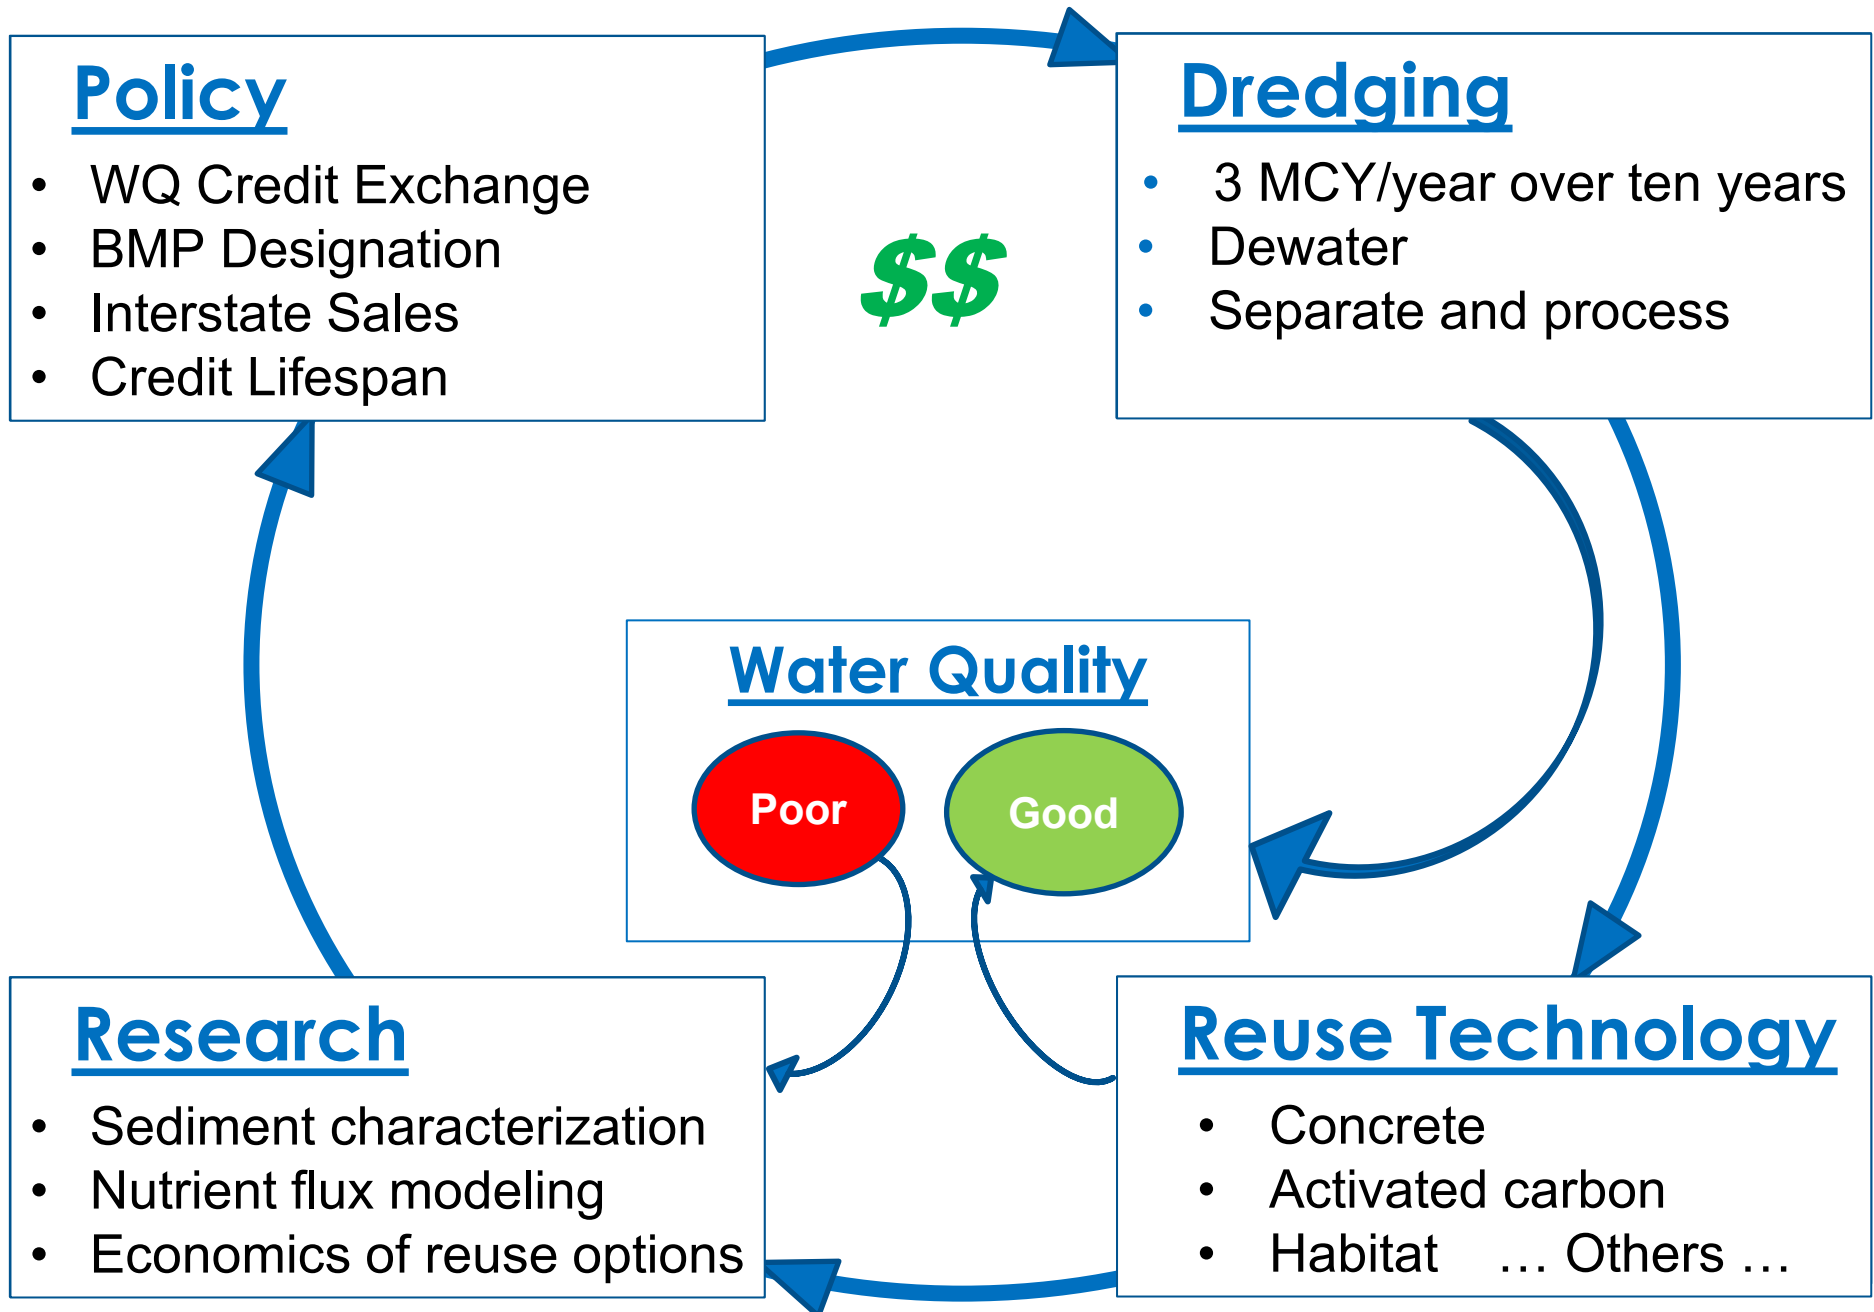 Policy
• WQ Credit Exchange
• BMP Designation
• Interstate Sales
• Credit Lifespan
$$
Dredging
• 3 MCY/year over ten years
• Dewater
• Separate and process
Water Quality
Poor
Good
Research
• Sediment characterization
• Nutrient flux modeling
• Economics of reuse options
Reuse Technology
• Concrete
• Activated carbon
• Habitat … Others …